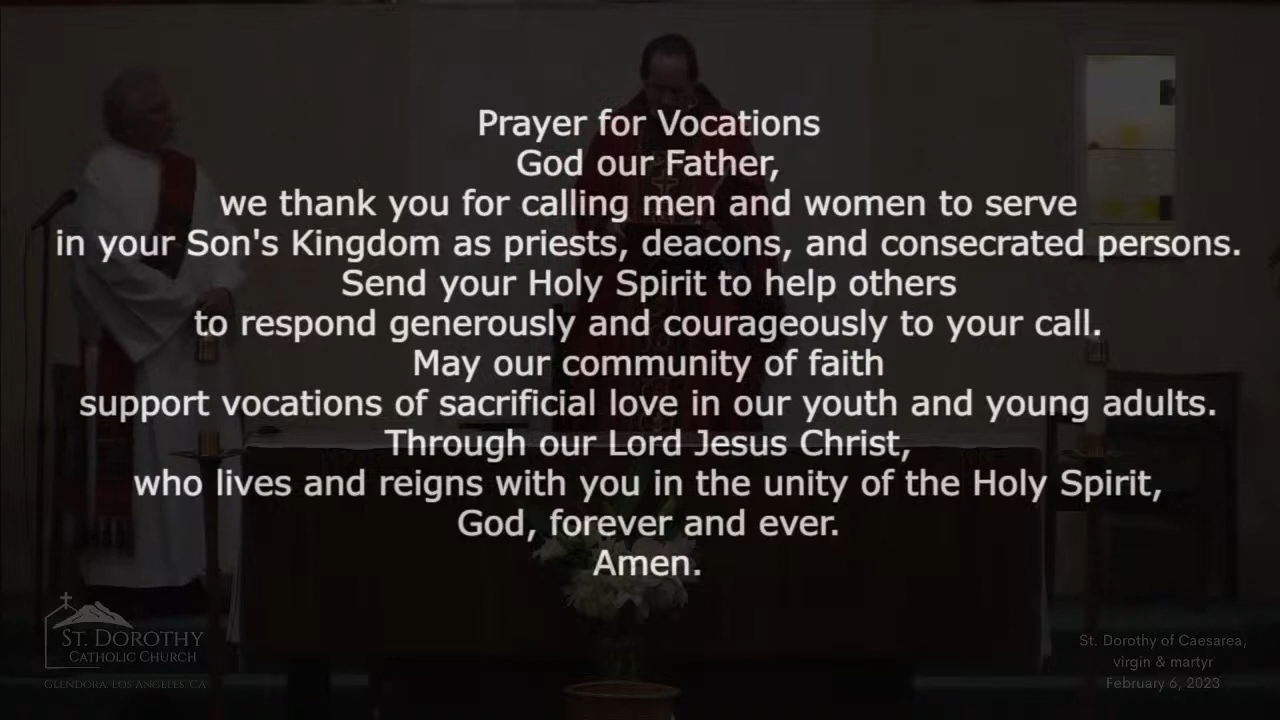 Prayer for Vocations
God our Father,
we thank you for calling men and women to serve
in your Son's Kingdom as priests, deacons, and consecrated persons.
Send your Holy Spirit to help others
to respond generously and courageously to your call.
May our community of faith
support vocations of sacrificial love in our youth and young adults.
Through our Lord Jesus Christ,
who lives and reigns with you in the unity of the Holy Spirit,
God, forever and ever.
Amen.
ST. DOROTHY
CATHOLIC CHURCH
GLENDORA, LOS ANGELES, CA
St. Dorothy of Caesarea,
virgin & martyr
February 6, 2023